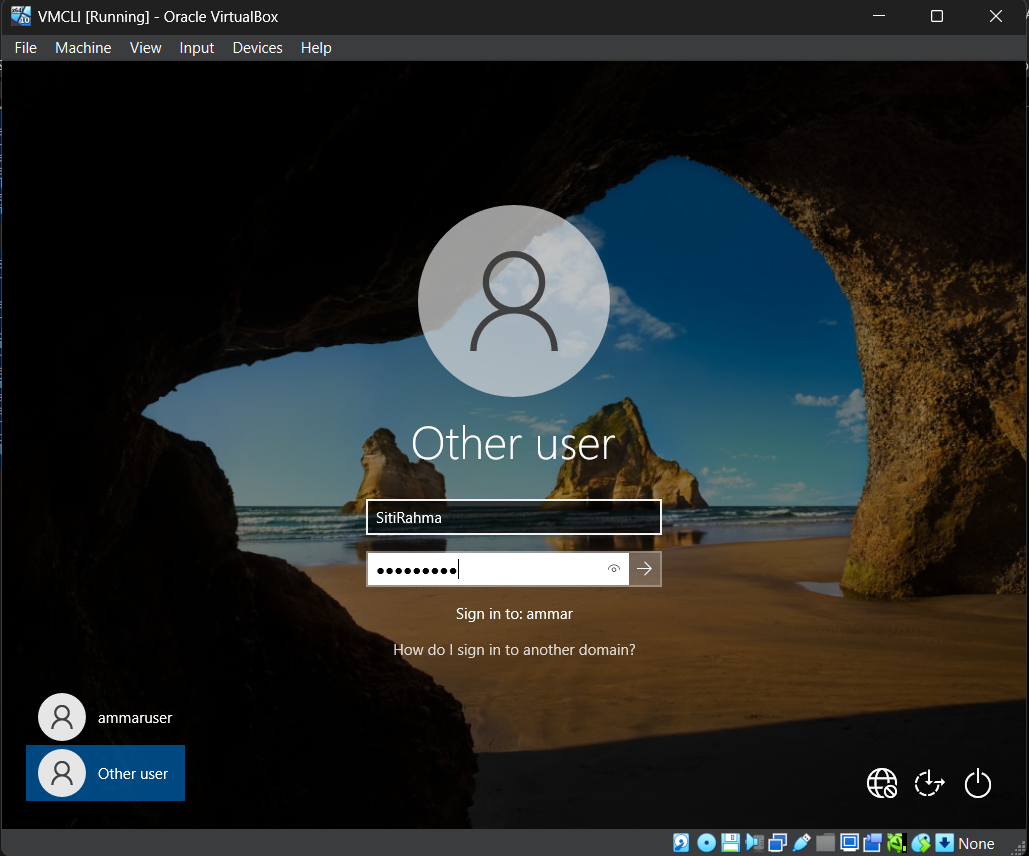 VMCLI [Running] - Oracle VirtualBox
File Machine View Input Devices Help
Other user
SitiRahma
•••••••••
Sign in to: ammar
How do I sign in to another domain?
ammaruser
Other user
None